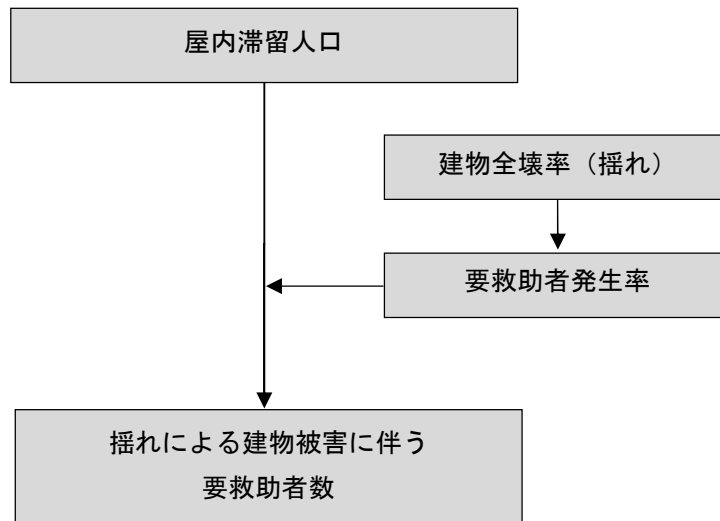 屋内滞留人口
建物全壊率（揺れ）
要救助者発生率
揺れによる建物被害に伴う
要救助者数